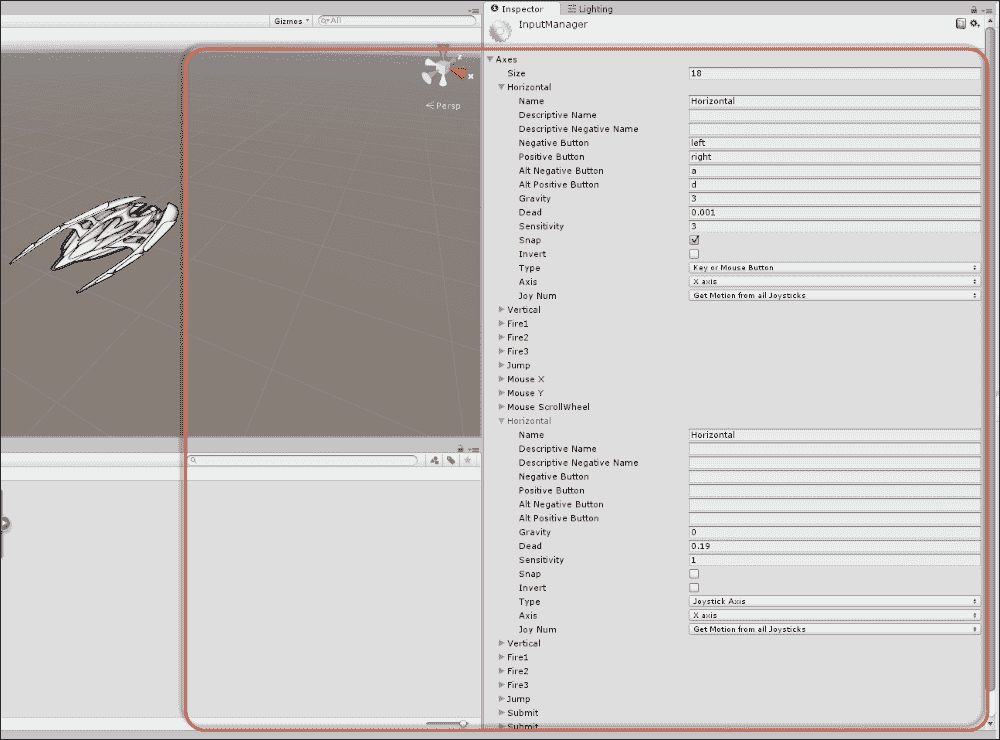 Gizmos
All
Inspector
Lighting
InputManager
z
x
Persp
Axes
Size 18
Horizontal
Name Horizontal
Descriptive Name
Descriptive Negative Name
Negative Button left
Positive Button right
Alt Negative Button a
Alt Positive Button d
Gravity 3
Dead 0.001
Sensitivity 3
Snap
Invert
Type Key or Mouse Button
Axis X axis
Joy Num Get Motion from all Joysticks
Vertical
Fire1
Fire2
Fire3
Jump
Mouse X
Mouse Y
Mouse ScrollWheel
Horizontal
Name Horizontal
Descriptive Name
Descriptive Negative Name
Negative Button
Positive Button
Alt Negative Button
Alt Positive Button
Gravity 0
Dead 0.19
Sensitivity 1
Snap
Invert
Type Joystick Axis
Axis X axis
Joy Num Get Motion from all Joysticks
Vertical
Fire1
Fire2
Fire3
Jump
Submit
Submit